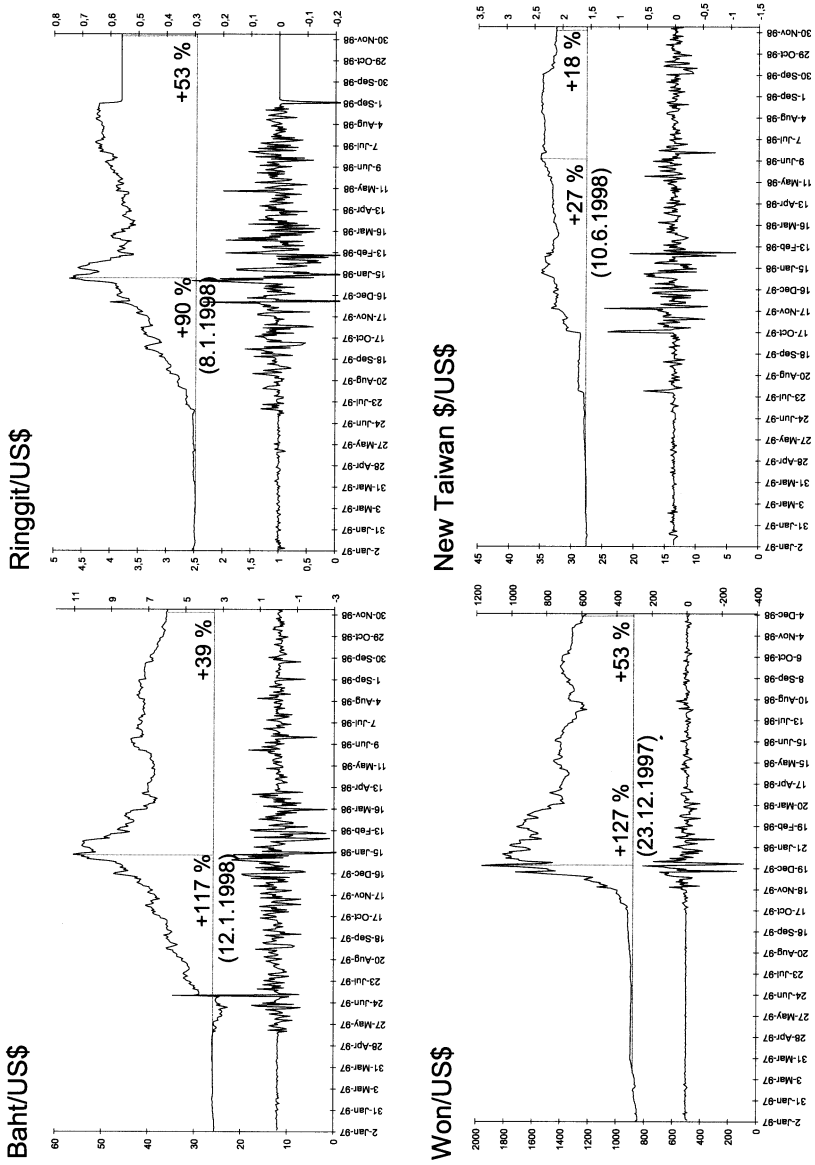 Baht/US$
60
50
40
30
20
10
0
11
9
7
5
3
1
-1
-3
+117 %
(12.1.1998)
+39 %
2-Jan-97
31-Jan-97
3-Mar-97
31-Mar-97
28-Apr-97
27-May-97
24-Jun-97
23-Jul-97
20-Aug-97
18-Sep-97
17-Oct-97
17-Nov-97
16-Dec-97
15-Jan-98
13-Feb-98
16-Mar-98
13-Apr-98
11-May-98
9-Jun-98
7-Jul-98
4-Aug-98
1-Sep-98
30-Sep-98
29-Oct-98
30-Nov-98
Ringgit/US$
5
4,5
4
3,5
3
2,5
2
1,5
1
0,5
0
0,8
0,7
0,6
0,5
0,4
0,3
0,2
0,1
0
-0,1
-0,2
+90 %
(8.1.1998)
+53 %
2-Jan-97
31-Jan-97
3-Mar-97
31-Mar-97
28-Apr-97
27-May-97
24-Jun-97
23-Jul-97
20-Aug-97
18-Sep-97
17-Oct-97
17-Nov-97
16-Dec-97
15-Jan-98
13-Feb-98
16-Mar-98
13-Apr-98
11-May-98
9-Jun-98
7-Jul-98
4-Aug-98
1-Sep-98
30-Sep-98
29-Oct-98
30-Nov-98
Won/US$
2000
1800
1600
1400
1200
1000
800
600
400
200
0
1200
1000
800
600
400
200
0
-200
-400
+127 %
(23.12.1997)
+53 %
2-Jan-97
31-Jan-97
3-Mar-97
31-Mar-97
28-Apr-97
27-May-97
24-Jun-97
23-Jul-97
20-Aug-97
18-Sep-97
17-Oct-97
18-Nov-97
19-Dec-97
21-Jan-98
19-Feb-98
20-Mar-98
17-Apr-98
15-May-98
15-Jun-98
13-Jul-98
10-Aug-98
8-Sep-98
6-Oct-98
4-Nov-98
4-Dec-98
New Taiwan $/US$
45
40
35
30
25
20
15
10
5
0
3,5
3
2,5
2
1,5
1
0,5
0
-0,5
-1
-1,5
+27 %
(10.6.1998)
+18 %
2-Jan-97
31-Jan-97
3-Mar-97
31-Mar-97
28-Apr-97
27-May-97
24-Jun-97
23-Jul-97
20-Aug-97
18-Sep-97
17-Oct-97
17-Nov-97
16-Dec-97
15-Jan-98
13-Feb-98
16-Mar-98
13-Apr-98
11-May-98
9-Jun-98
7-Jul-98
4-Aug-98
1-Sep-98
30-Sep-98
29-Oct-98
30-Nov-98